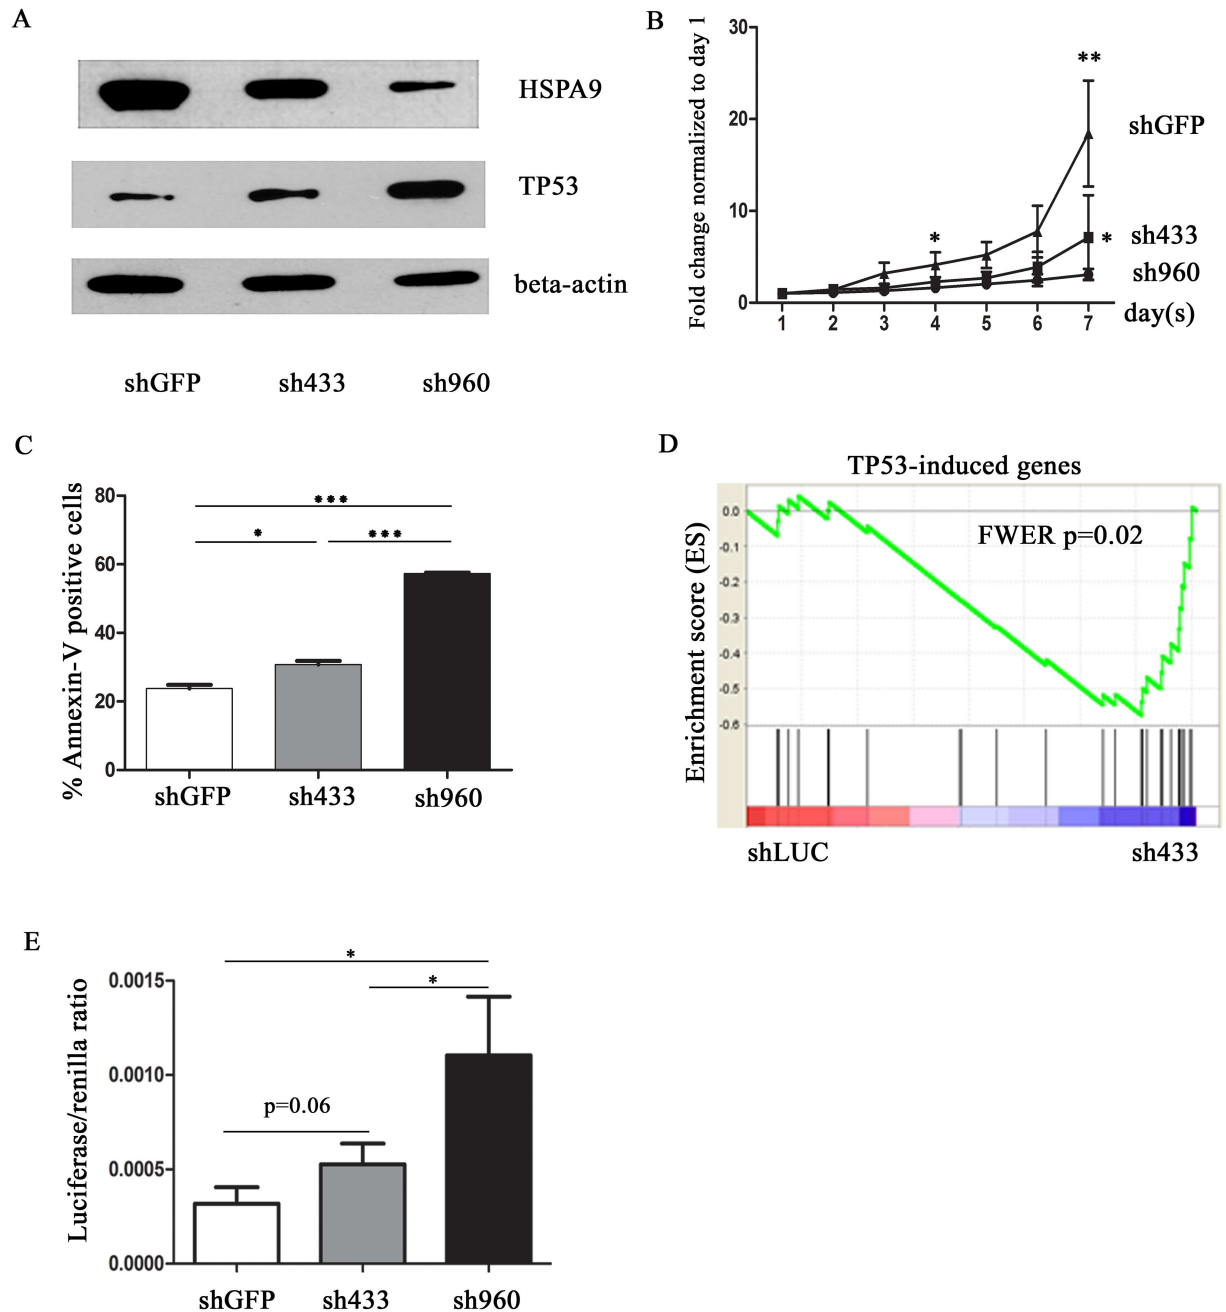 A
HSPA9
TP53
beta-actin
shGFP sh433 sh960
B
Fold change normalized to day 1
30
20
10
0
**
*
*
shGFP
sh433
sh960
1 2 3 4 5 6 7
day(s)
C
% Annexin-V positive cells
80
60
40
20
0
***
* ***
shGFP sh433 sh960
D
TP53-induced genes
Enrichment score (ES)
0.0
-0.1
-0.2
-0.3
-0.4
-0.5
-0.6
FWER p=0.02
shLUC sh433
E
Luciferase/renilla ratio
0.0015
0.0010
0.0005
0.0000
*
*
p=0.06
shGFP sh433 sh960